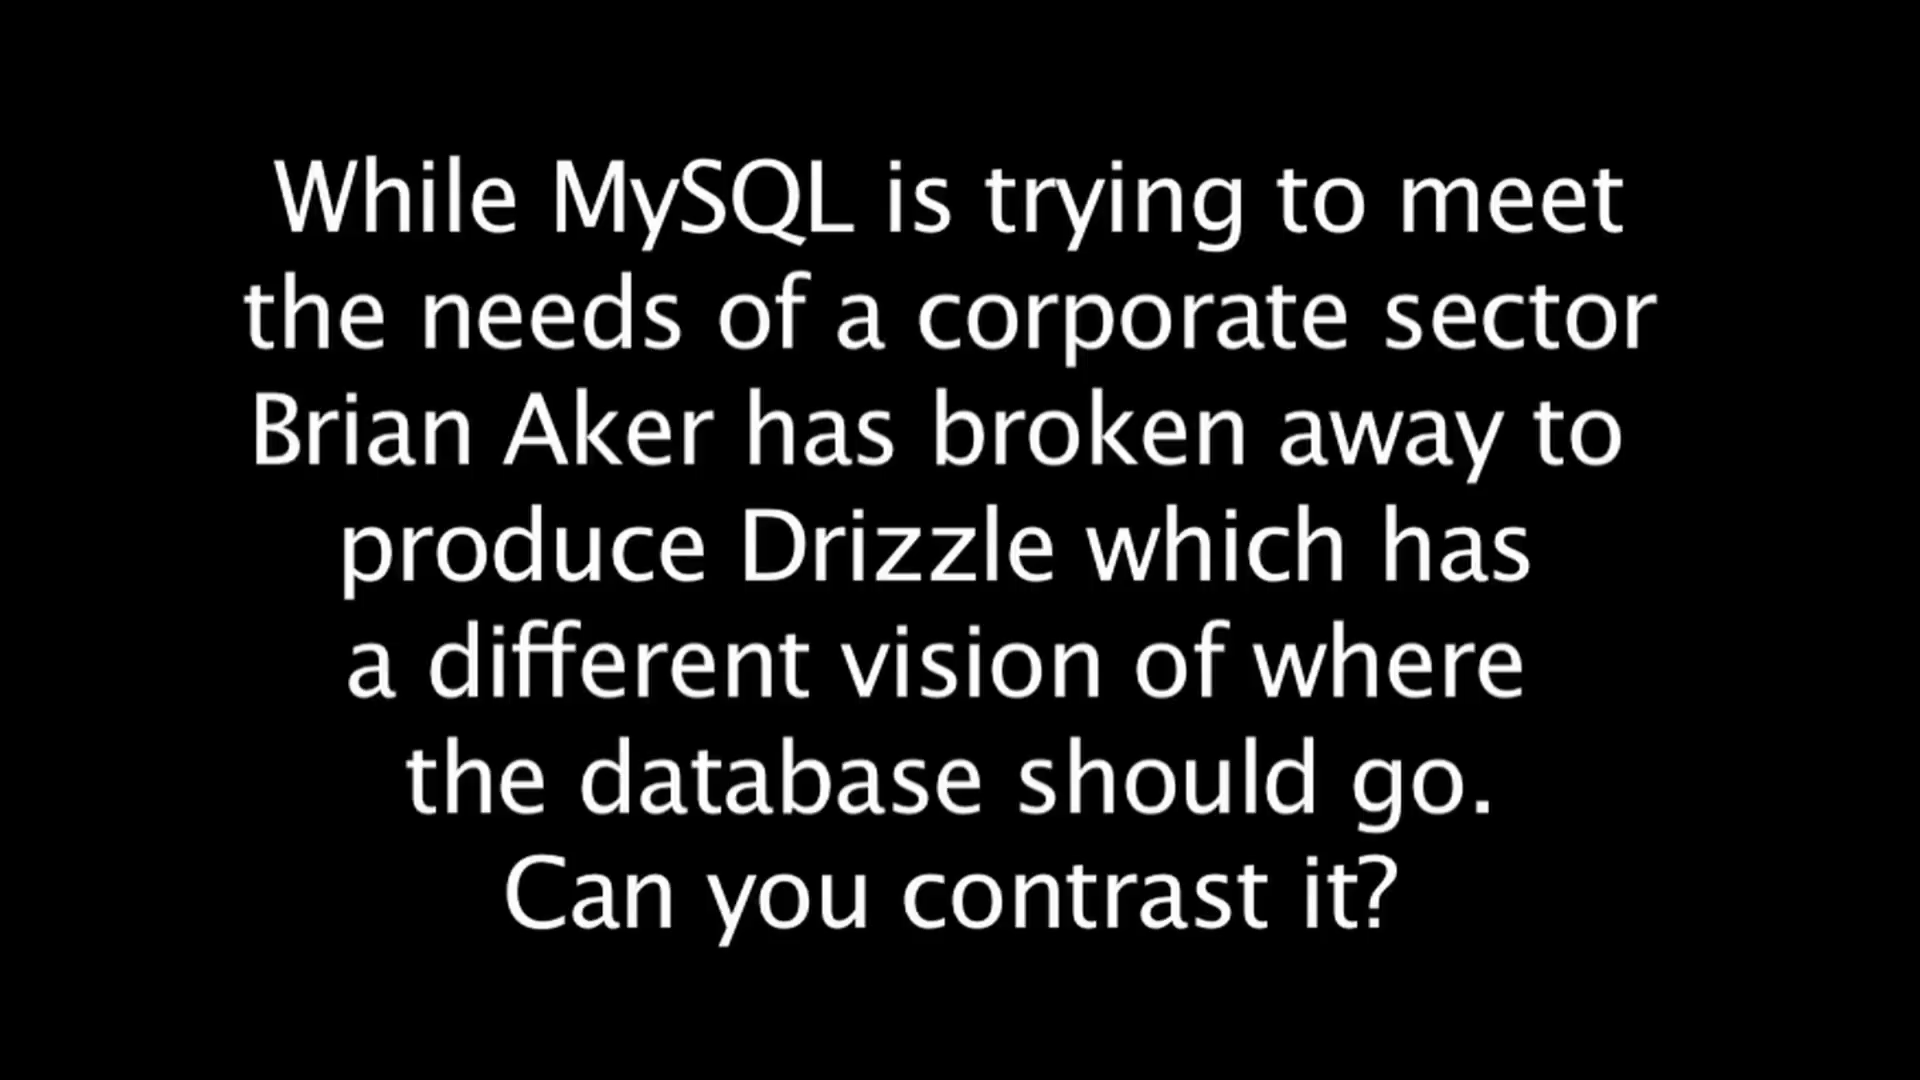 While MySQL is trying to meet
the needs of a corporate sector
Brian Aker has broken away to
produce Drizzle which has
a different vision of where
the database should go.
Can you contrast it?